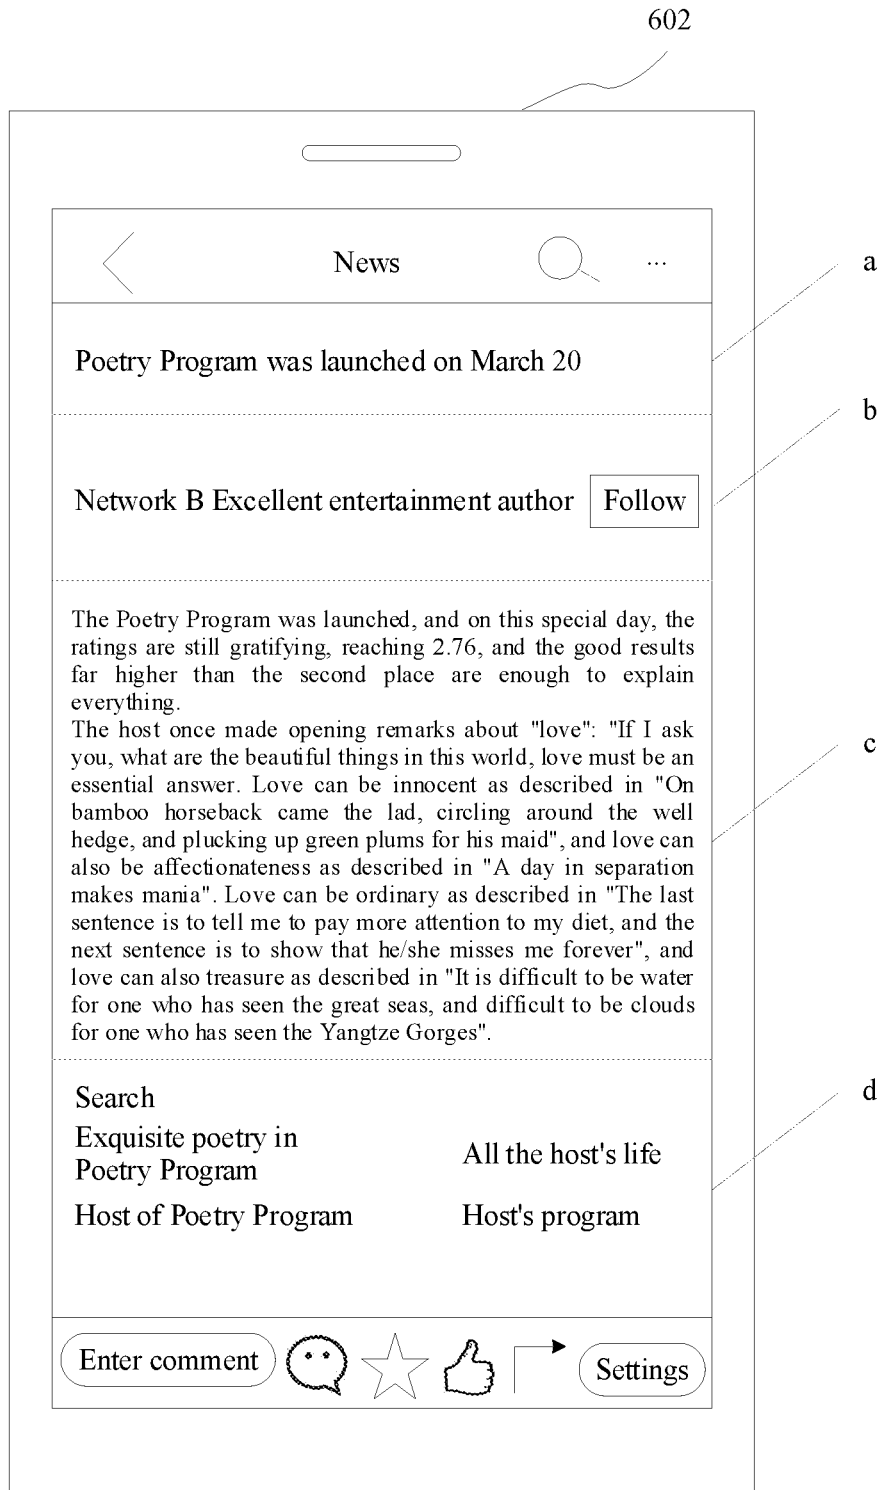 602
News
...
a
Poetry Program was launched on March 20
b
Network B Excellent entertainment author
Follow
The Poetry Program was launched, and on this special day, the
ratings are still gratifying, reaching 2.76, and the good results
far higher than the second place are enough to explain
everything.
The host once made opening remarks about "love": "If I ask
you, what are the beautiful things in this world, love must be an
essential answer. Love can be innocent as described in "On
bamboo horseback came the lad, circling around the well
hedge, and plucking up green plums for his maid", and love can
also be affectionateness as described in "A day in separation
makes mania". Love can be ordinary as described in "The last
sentence is to tell me to pay more attention to my diet, and the
next sentence is to show that he/she misses me forever", and
love can also treasure as described in "It is difficult to be water
for one who has seen the great seas, and difficult to be clouds
for one who has seen the Yangtze Gorges".
c
Search
Exquisite poetry in
Poetry Program
All the host's life
Host of Poetry Program
Host's program
d
Enter comment
Settings